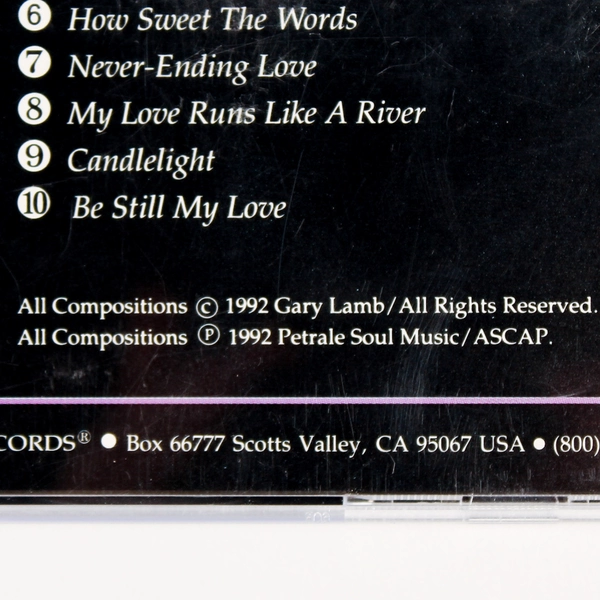 6 How Sweet The Words
7 Never-Ending Love
8 My Love Runs Like A River
9 Candlelight
10 Be Still My Love
All Compositions © 1992 Gary Lamb/All Rights Reserved.
All Compositions ℗ 1992 Petrale Soul Music/ASCAP.
CORDS® ● Box 66777 Scotts Valley, CA 95067 USA ● (800)